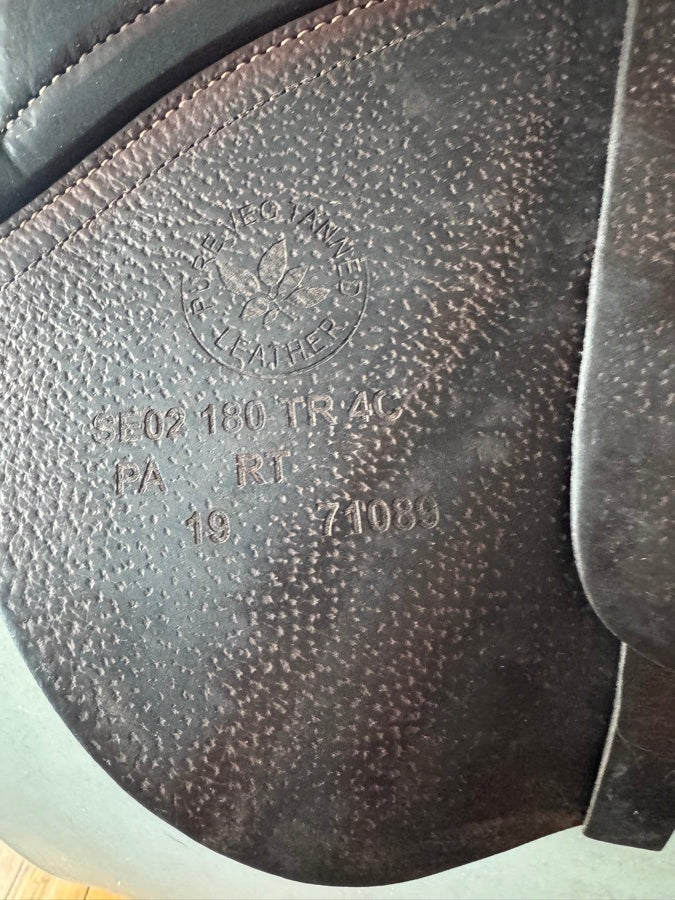 PURE VEG TANNED
LEATHER
SE02 180 TR 4C
PA RT
19 71089